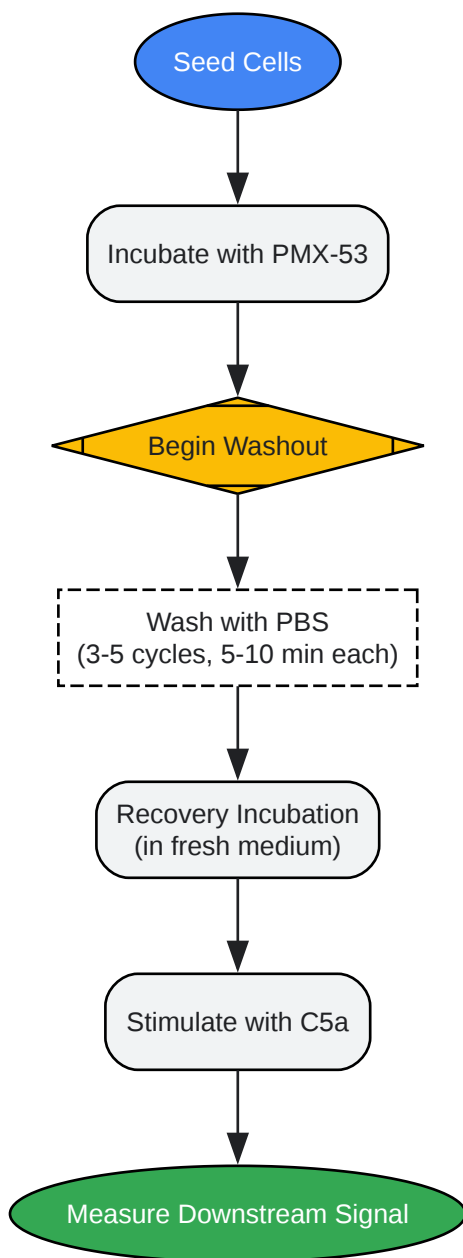 Seed Cells
Incubate with PMX-53
Begin Washout
Wash with PBS
(3-5 cycles, 5-10 min each)
Recovery Incubation
(in fresh medium)
Stimulate with C5a
Measure Downstream Signal